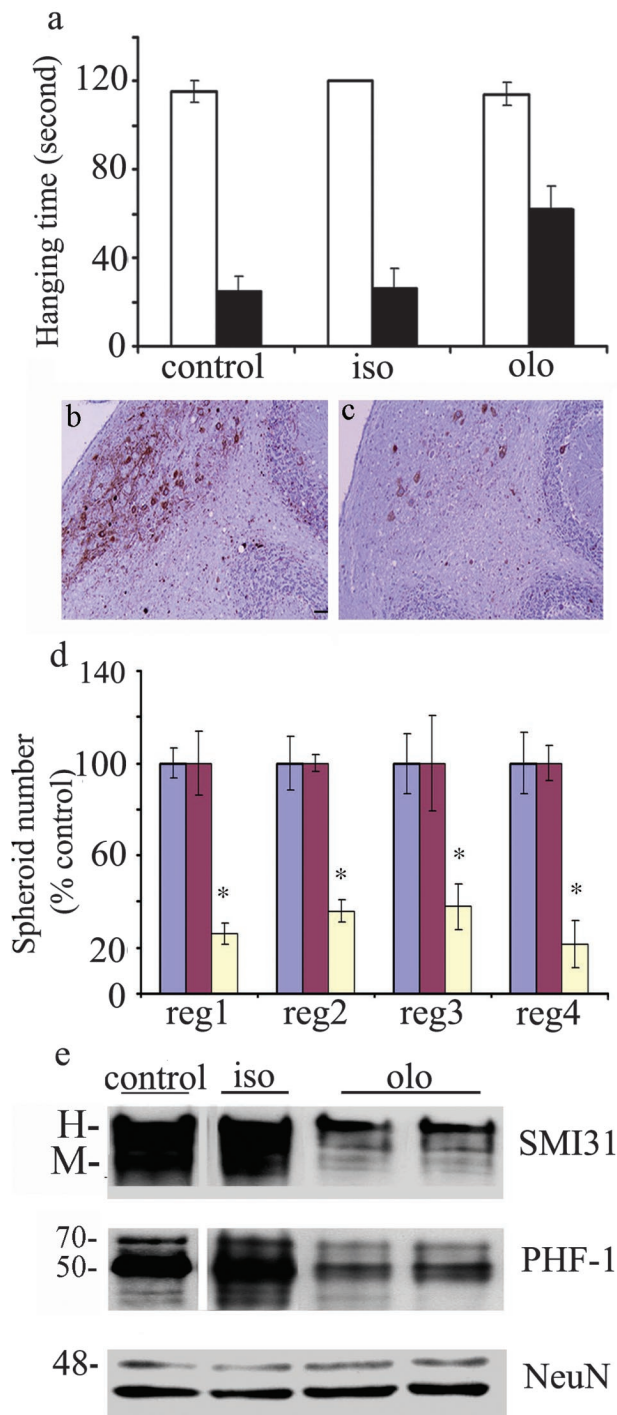 a
Hanging time (second)
120
80
40
0
control iso olo
b c
d
Spheroid number
(% control)
140
100
60
20
0
* * * *
reg1 reg2 reg3 reg4
e
control iso olo
H-
M-
SMI31
70-
50-
PHF-1
48-
NeuN